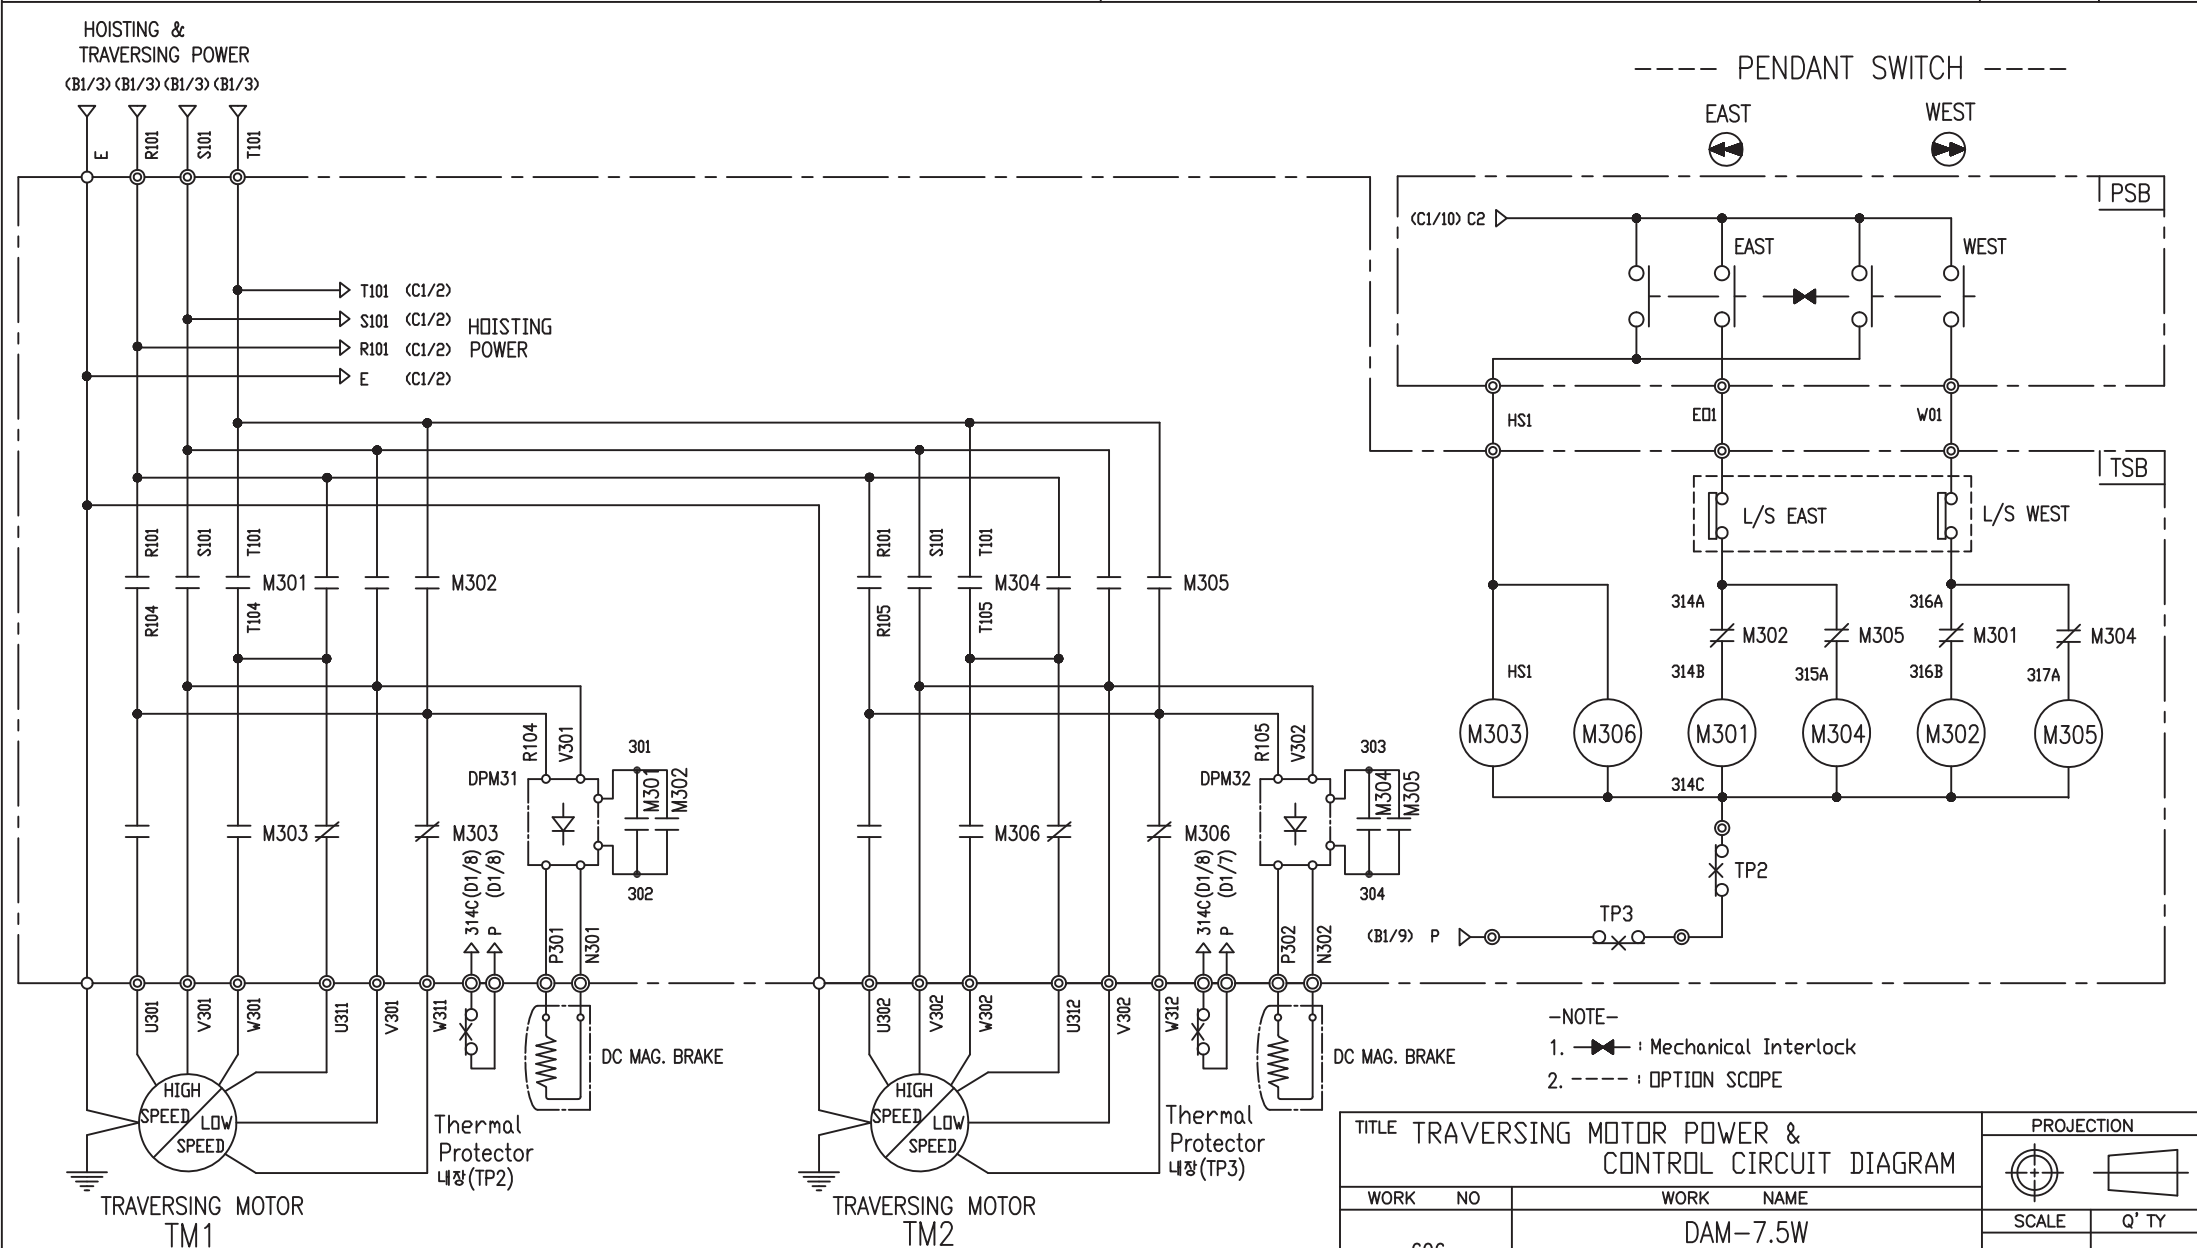 HOISTING &
TRAVERSING POWER
(B1/3) (B1/3) (B1/3) (B1/3)
E
R101
S101
T101
T101 (C1/2)
S101 (C1/2)
R101 (C1/2)
E (C1/2)
HOISTING
POWER
R101
S101
T101
M301
M302
R104
T104
R101
S101
T101
M304
M305
R105
T105
R104
V301
DPM31
301
M301
M302
302
M303
M303
314C(D1/8)
P (D1/8)
P301
N301
R105
V302
DPM32
303
M304
M305
304
M306
M306
314C(D1/8)
P (D1/7)
P302
N302
U301
V301
W301
U311
V301
W311
U302
V302
W302
U312
V302
W312
DC MAG. BRAKE
DC MAG. BRAKE
HIGH
SPEED
LOW
SPEED
HIGH
SPEED
LOW
SPEED
Thermal
Protector
내장(TP2)
Thermal
Protector
내장(TP3)
TRAVERSING MOTOR
TM1
TRAVERSING MOTOR
TM2
PENDANT SWITCH
EAST
WEST
PSB
(C1/10) C2
EAST
WEST
HS1
E01
W01
TSB
L/S EAST
L/S WEST
314A
316A
M302
M305
M301
M304
HS1
314B
315A
316B
317A
M303
M306
M301
M304
M302
M305
314C
TP2
TP3
(B1/9) P
-NOTE-
1. : Mechanical Interlock
2. ----- : OPTION SCOPE
TITLE TRAVERSING MOTOR POWER &
CONTROL CIRCUIT DIAGRAM
PROJECTION
WORK NO
WORK NAME
DAM-7.5W
SCALE
Q' TY